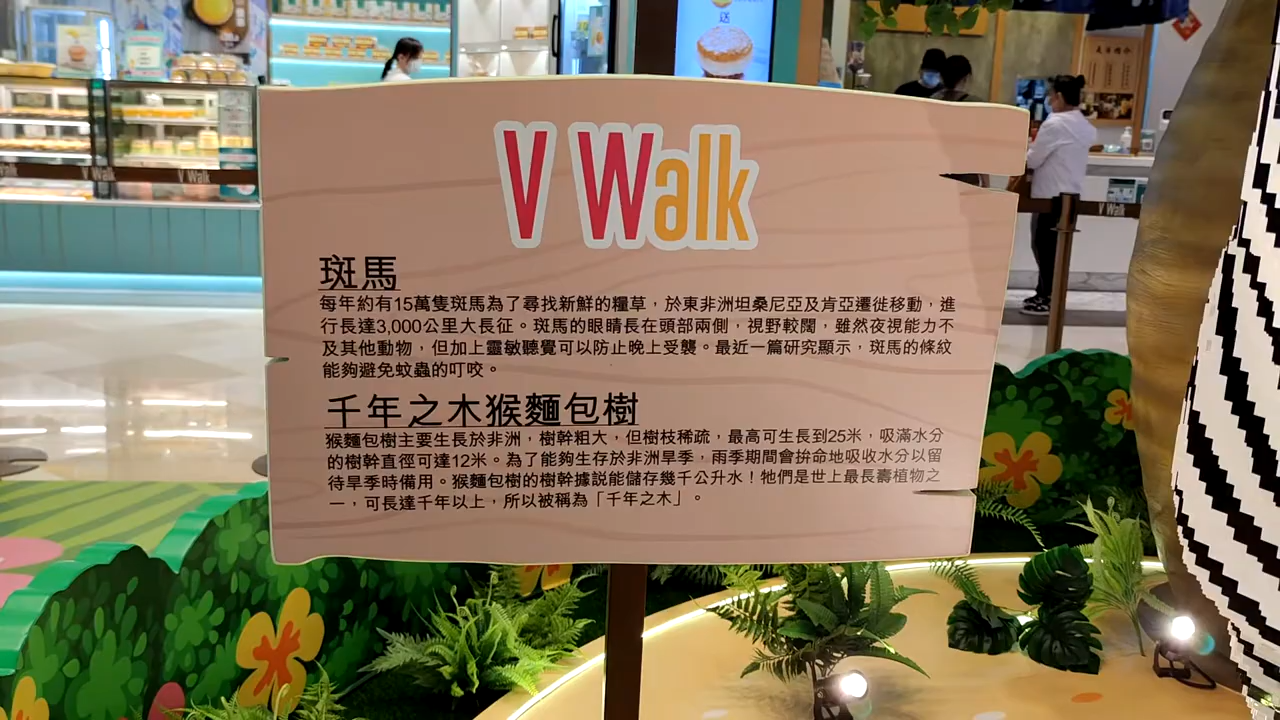 送
V Walk
V Walk
V Walk
V Walk
斑馬
每年約有15萬隻斑馬為了尋找新鮮的糧草，於東非洲坦桑尼亞及肯亞遷徙移動，進
行長達3,000公里大長征。斑馬的眼睛長在頭部兩側，視野較闊，雖然夜視能力不
及其他動物，但加上靈敏聽覺可以防止晚上受襲。最近一篇研究顯示，斑馬的條紋
能夠避免蚊蟲的叮咬。
千年之木猴麵包樹
猴麵包樹主要生長於非洲，樹幹粗大，但樹枝稀疏，最高可生長到25米，吸滿水分
的樹幹直徑可達12米。為了能夠生存於非洲旱季，雨季期間會拚命地吸收水分以留
待旱季時備用。猴麵包樹的樹幹據説能儲存幾千公升水！牠們是世上最長壽植物之
一，可長達千年以上，所以被稱為「千年之木」。